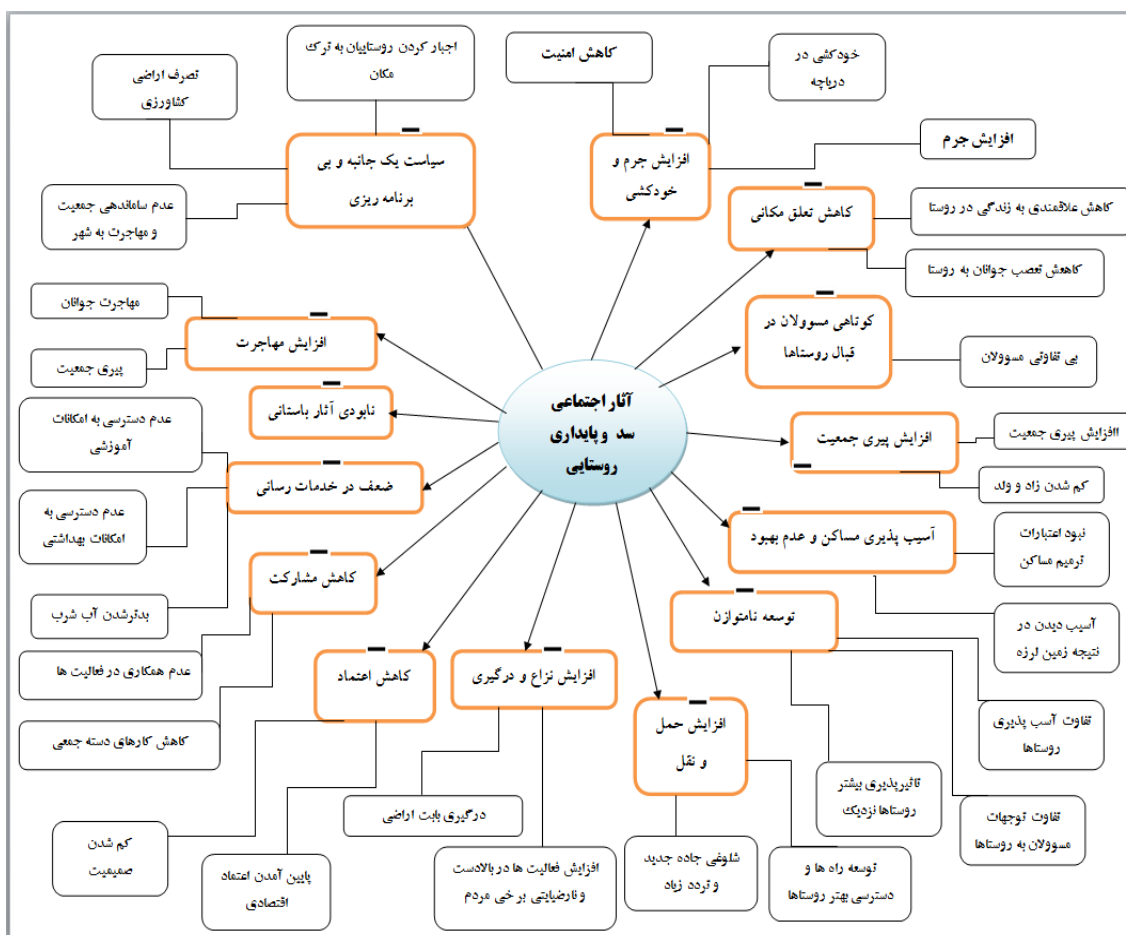 آثار اجتماعی
سد و پایداری
روستایی
افزایش جرم و
خودکشی
کاهش امنیت
خودکشی در
دریاچه
افزایش جرم
کاهش تعلق مکانی
کاهش علاقمندی به زندگی در روستا
کاهعش تعصب جوانان به روستا
کوتاهی مسوولان در
قبال روستاها
بی تفاوتی مسوولان
افزایش پیری جمعیت
اافزایش پیری جمعیت
کم شدن زاد و ولد
آسیب پذیری مساکن و عدم بهبود
نبود اعتبارات
ترمیم مساکن
آسیب دیدن در
نتیجه زمین لرزه
توسعه نامتوازن
تفاوت آسب پذیری
روستاها
تفاوت توجهات
مسوولان به روستاها
تاثیرپذیری بیشتر
روستاها نزدیک
افزایش حمل
و نقل
توسعه راه ها و
دسترسی بهتر روستاها
شلوغی جاده جدید
و تردد زیاد
افزایش نزاع و درگیری
افزایش فعالیت ها در بالادست
و نارضایتی برخی مردم
درگیری بابت اراضی
کاهش اعتماد
پایین آمدن اعتماد
اقتصادی
کم شدن
صمیمیت
کاهش مشارکت
عدم همکاری در فعالیت ها
کاهش کارهای دسته جمعی
ضعف در خدمات رسانی
عدم دسترسی به امکانات
آموزشی
عدم دسترسی به
امکانات بهداشتی
بدترشدن آب شرب
نابودی آثار باستانی
افزایش مهاجرت
مهاجرت جوانان
پیری جمعیت
سیاست یک جانبه و بی
برنامه ریزی
اجبار کردن روستاییان به ترک
مکان
تصرف اراضی
کشاورزی
عدم ساماندهی جمعیت
و مهاجرت به شهر